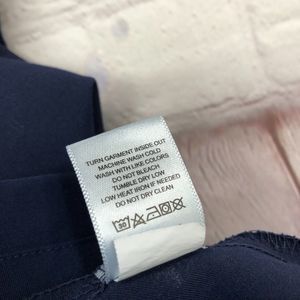 TURN GARMENT INSIDE OUT
MACHINE WASH COLD
WASH WITH LIKE COLORS
DO NOT BLEACH
TUMBLE DRY LOW
LOW HEAT IRON IF NEEDED
DO NOT DRY CLEAN
30